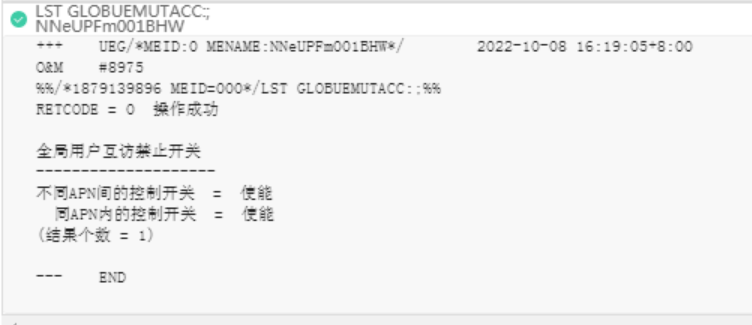 LST GLOBUEMUTACC:;
NNeUPFm001BHW
+++ UEG/*MEID:0 MENAME:NNeUPFm001BHW*/ 2022-10-08 16:19:05+8:00
O&M #8975
%%/*1879139896 MEID=000*/LST GLOBUEMUTACC:;%%
RETCODE = 0 操作成功
全局用户互访禁止开关
--------------------
不同APN间的控制开关 = 使能
同APN内的控制开关 = 使能
(结果个数 = 1)
--- END